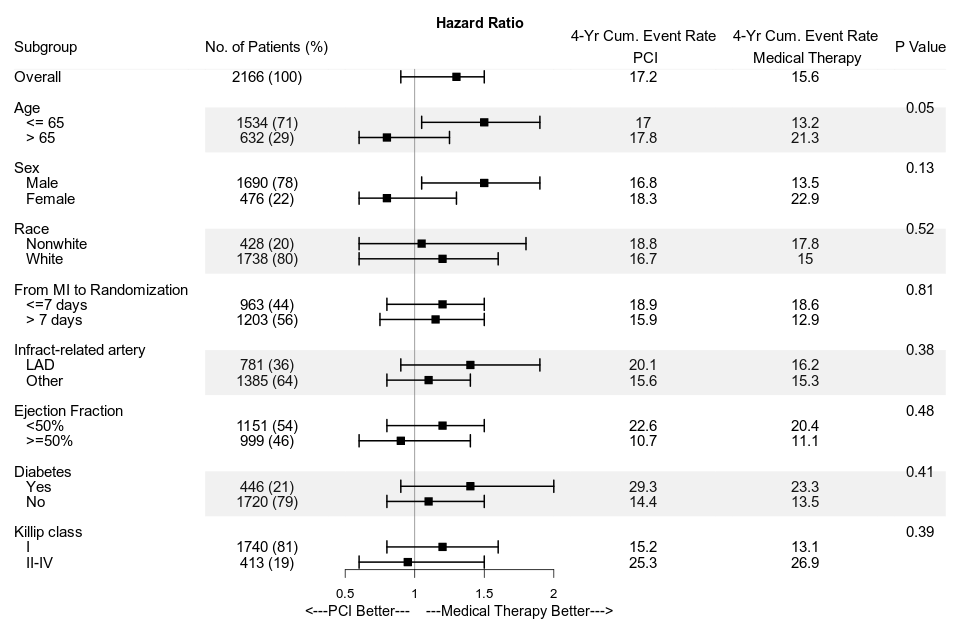 Hazard Ratio
Subgroup No. of Patients (%) 4-Yr Cum. Event Rate PCI 4-Yr Cum. Event Rate Medical Therapy P Value
Overall 2166 (100) 17.2 15.6
Age 0.05
<= 65 1534 (71) 17 13.2
> 65 632 (29) 17.8 21.3
Sex 0.13
Male 1690 (78) 16.8 13.5
Female 476 (22) 18.3 22.9
Race 0.52
Nonwhite 428 (20) 18.8 17.8
White 1738 (80) 16.7 15
From MI to Randomization 0.81
<=7 days 963 (44) 18.9 18.6
> 7 days 1203 (56) 15.9 12.9
Infract-related artery 0.38
LAD 781 (36) 20.1 16.2
Other 1385 (64) 15.6 15.3
Ejection Fraction 0.48
<50% 1151 (54) 22.6 20.4
>=50% 999 (46) 10.7 11.1
Diabetes 0.41
Yes 446 (21) 29.3 23.3
No 1720 (79) 14.4 13.5
Killip class 0.39
I 1740 (81) 15.2 13.1
II-IV 413 (19) 25.3 26.9
0.5 1 1.5 2
<---PCI Better--- ---Medical Therapy Better--->